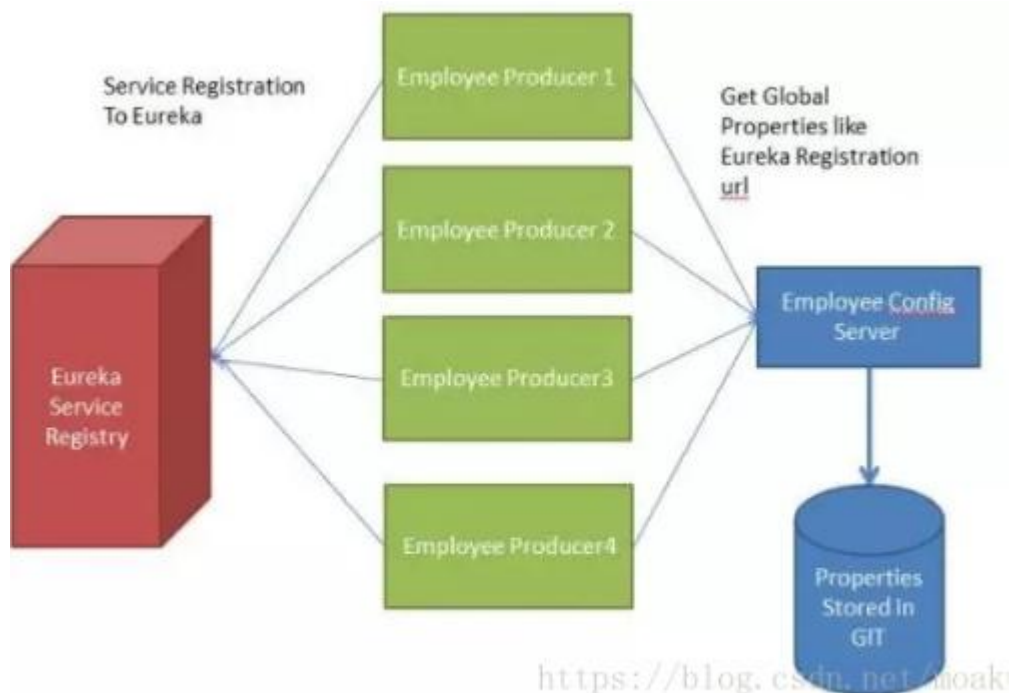 Service Registration
To Eureka
Employee Producer 1
Employee Producer 2
Employee Producer3
Employee Producer4
Get Global
Properties like
Eureka Registration
url
Eureka
Service
Registry
Employee Config
Server
Properties
Stored in
GIT
https://blog.csdn.net/moaku